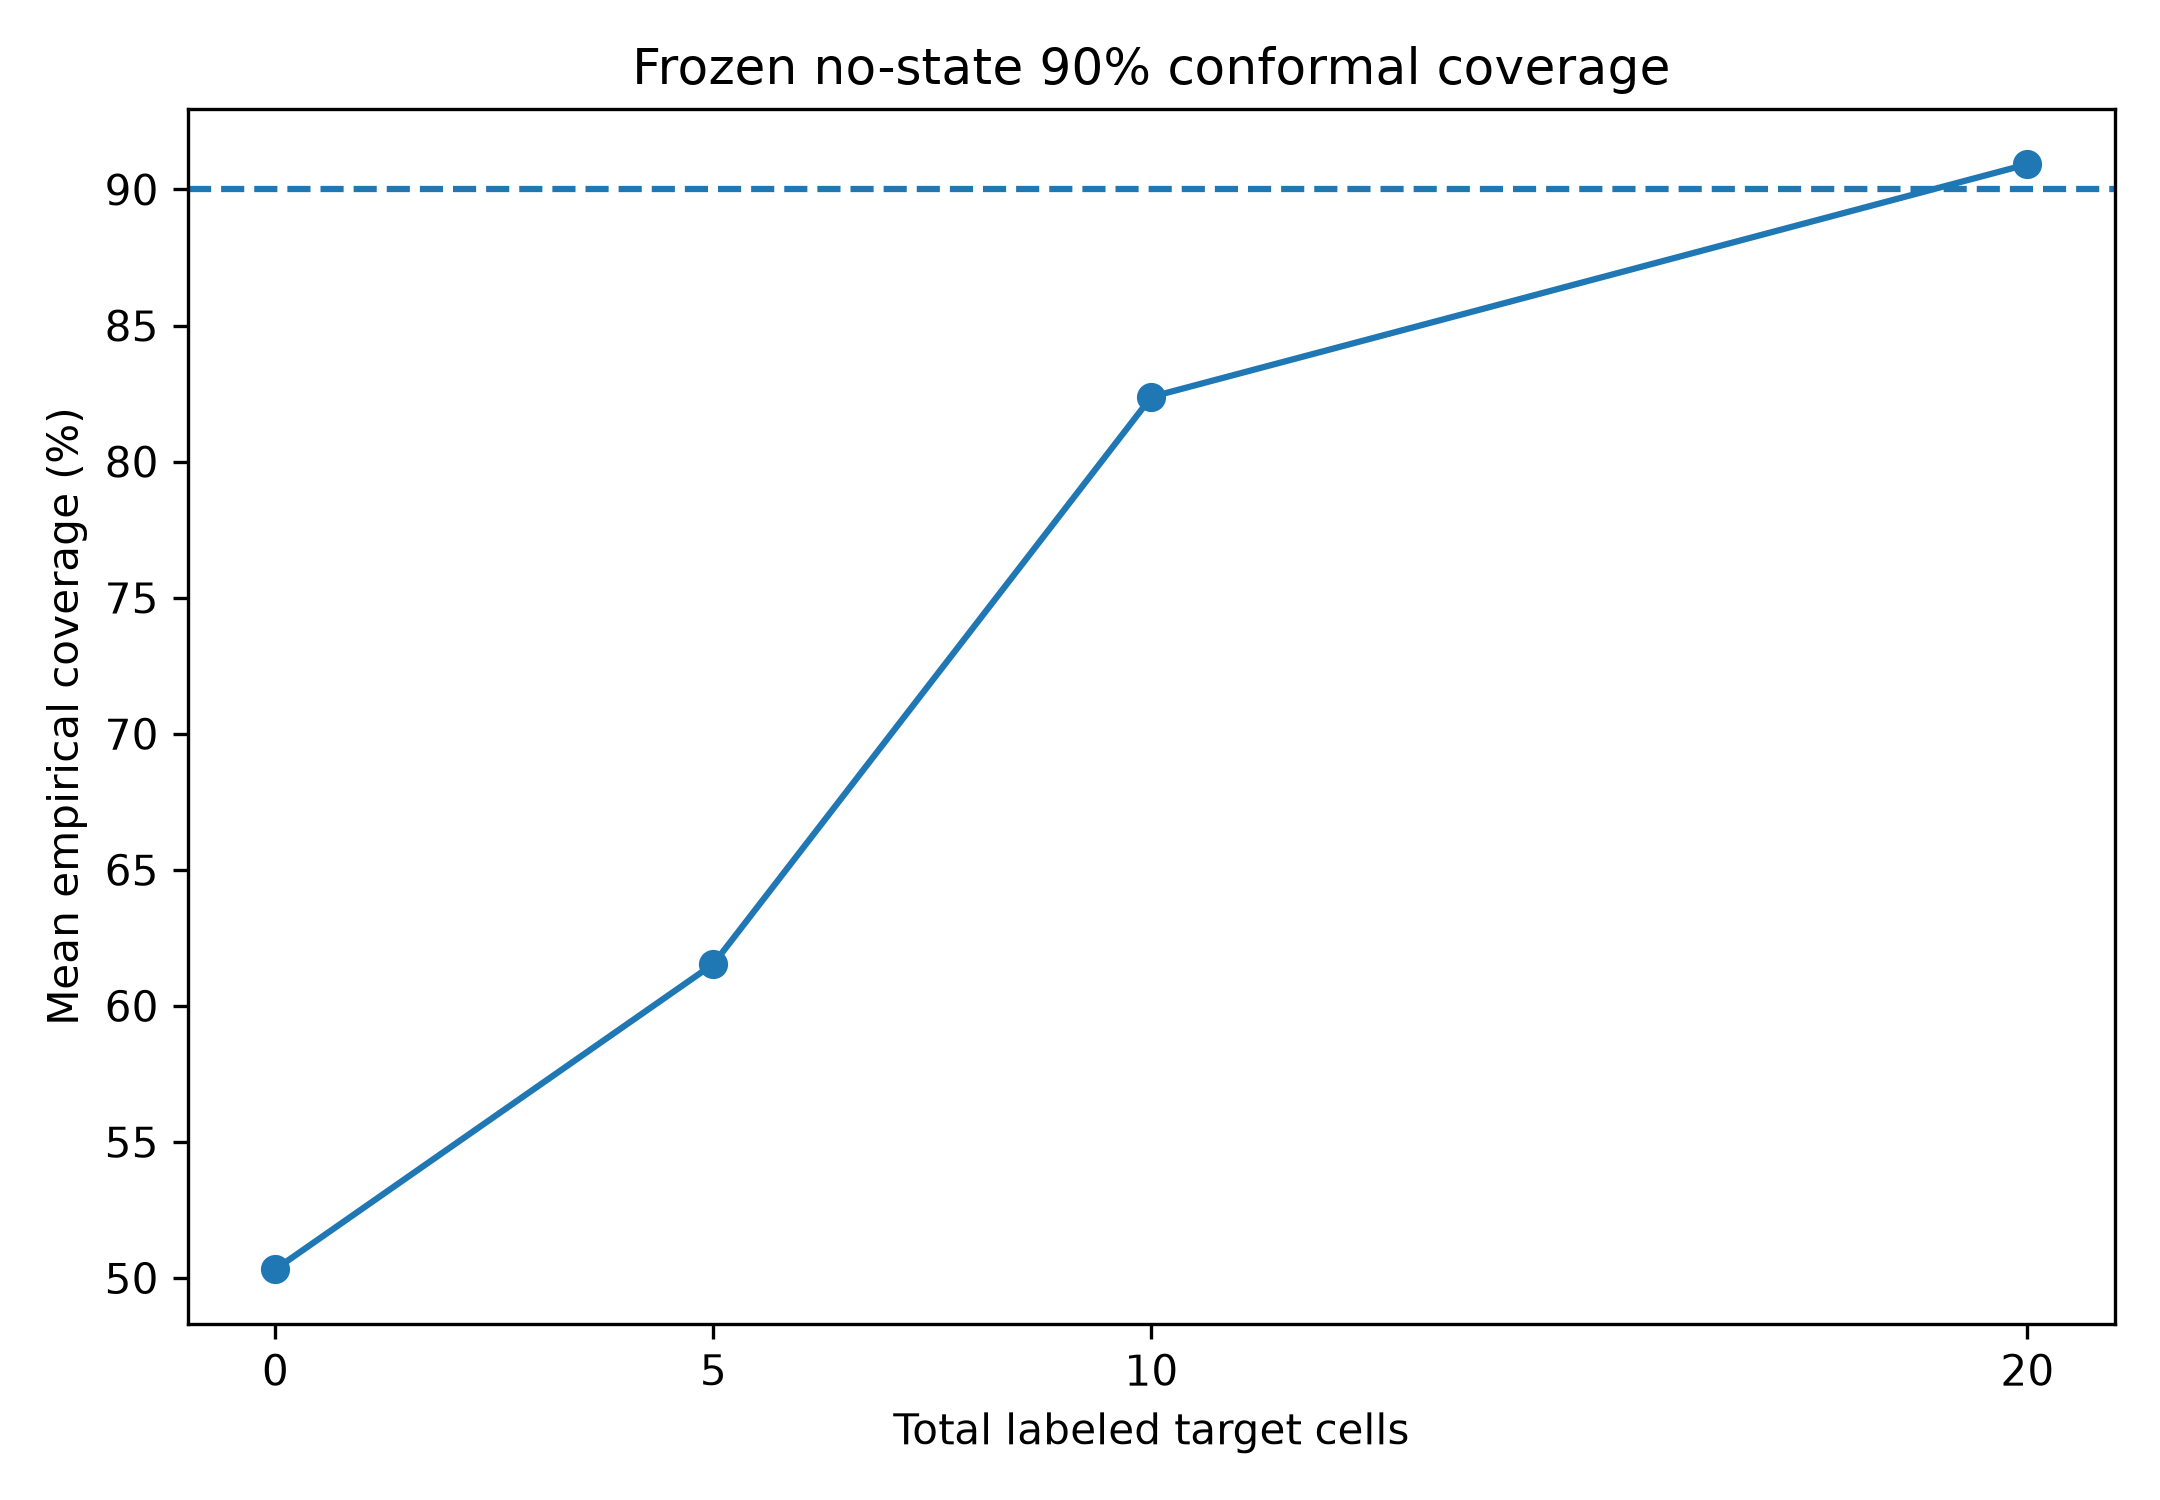 Frozen no-state 90% conformal coverage
Mean empirical coverage (%)
90
85
80
75
70
65
60
55
50
0 5 10 20
Total labeled target cells